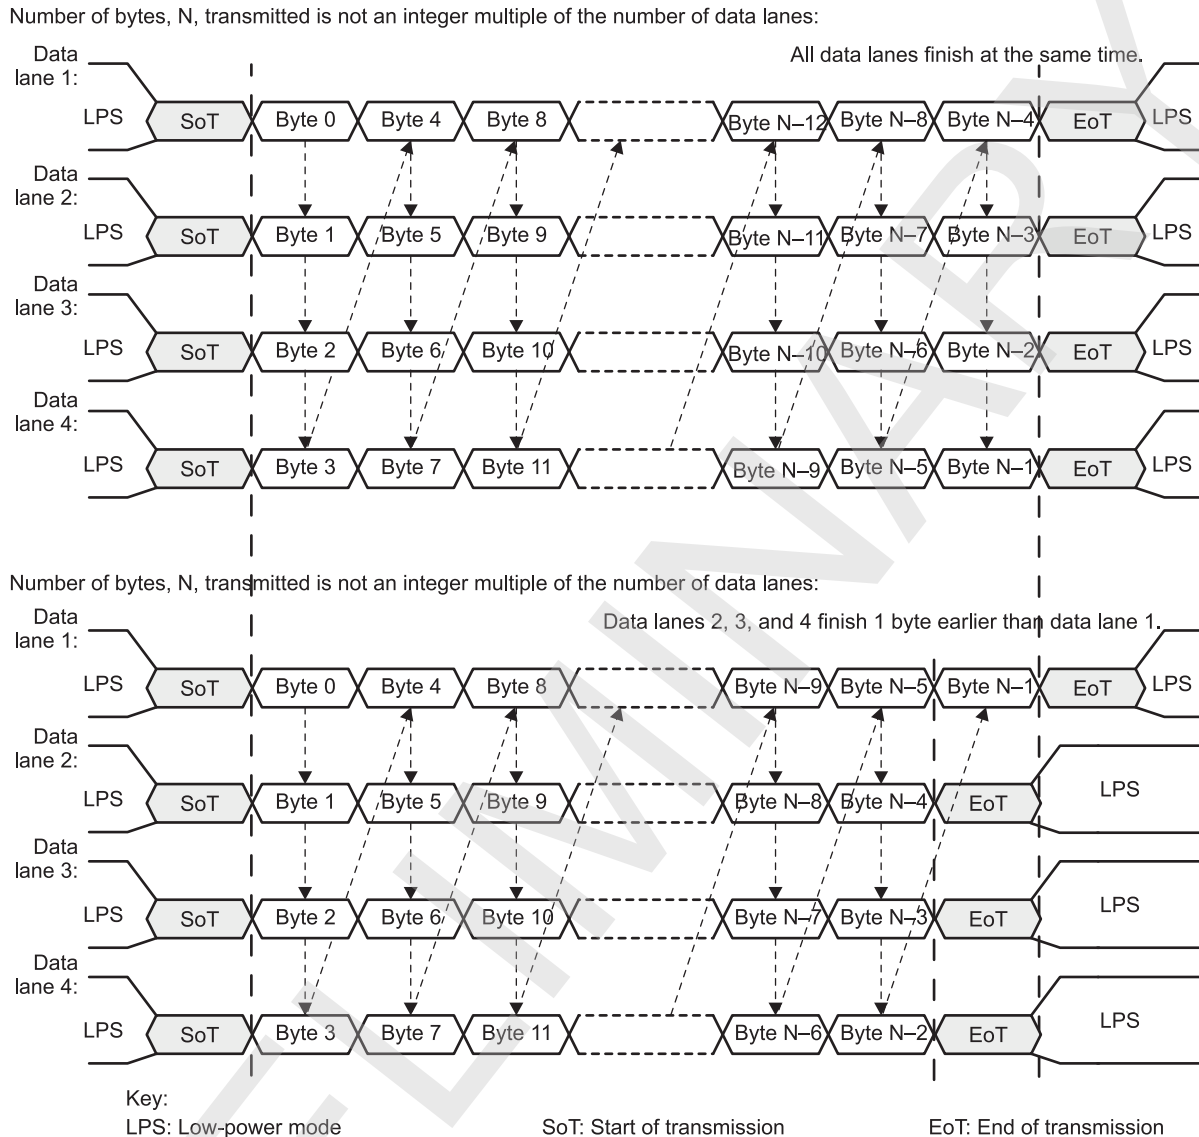 Number of bytes, N, transmitted is not an integer multiple of the number of data lanes:
All data lanes finish at the same time.
Data
lane 1:
LPS SoT Byte 0 Byte 4 Byte 8 Byte N–12 Byte N–8 Byte N–4 EoT LPS
Data
lane 2:
LPS SoT Byte 1 Byte 5 Byte 9 Byte N–11 Byte N–7 Byte N–3 EoT LPS
Data
lane 3:
LPS SoT Byte 2 Byte 6 Byte 10 Byte N–10 Byte N–6 Byte N–2 EoT LPS
Data
lane 4:
LPS SoT Byte 3 Byte 7 Byte 11 Byte N–9 Byte N–5 Byte N–1 EoT LPS
Number of bytes, N, transmitted is not an integer multiple of the number of data lanes:
Data lanes 2, 3, and 4 finish 1 byte earlier than data lane 1.
Data
lane 1:
LPS SoT Byte 0 Byte 4 Byte 8 Byte N–9 Byte N–5 Byte N–1 EoT LPS
Data
lane 2:
LPS SoT Byte 1 Byte 5 Byte 9 Byte N–8 Byte N–4 EoT LPS
Data
lane 3:
LPS SoT Byte 2 Byte 6 Byte 10 Byte N–7 Byte N–3 EoT LPS
Data
lane 4:
LPS SoT Byte 3 Byte 7 Byte 11 Byte N–6 Byte N–2 EoT LPS
Key:
LPS: Low-power mode SoT: Start of transmission EoT: End of transmission